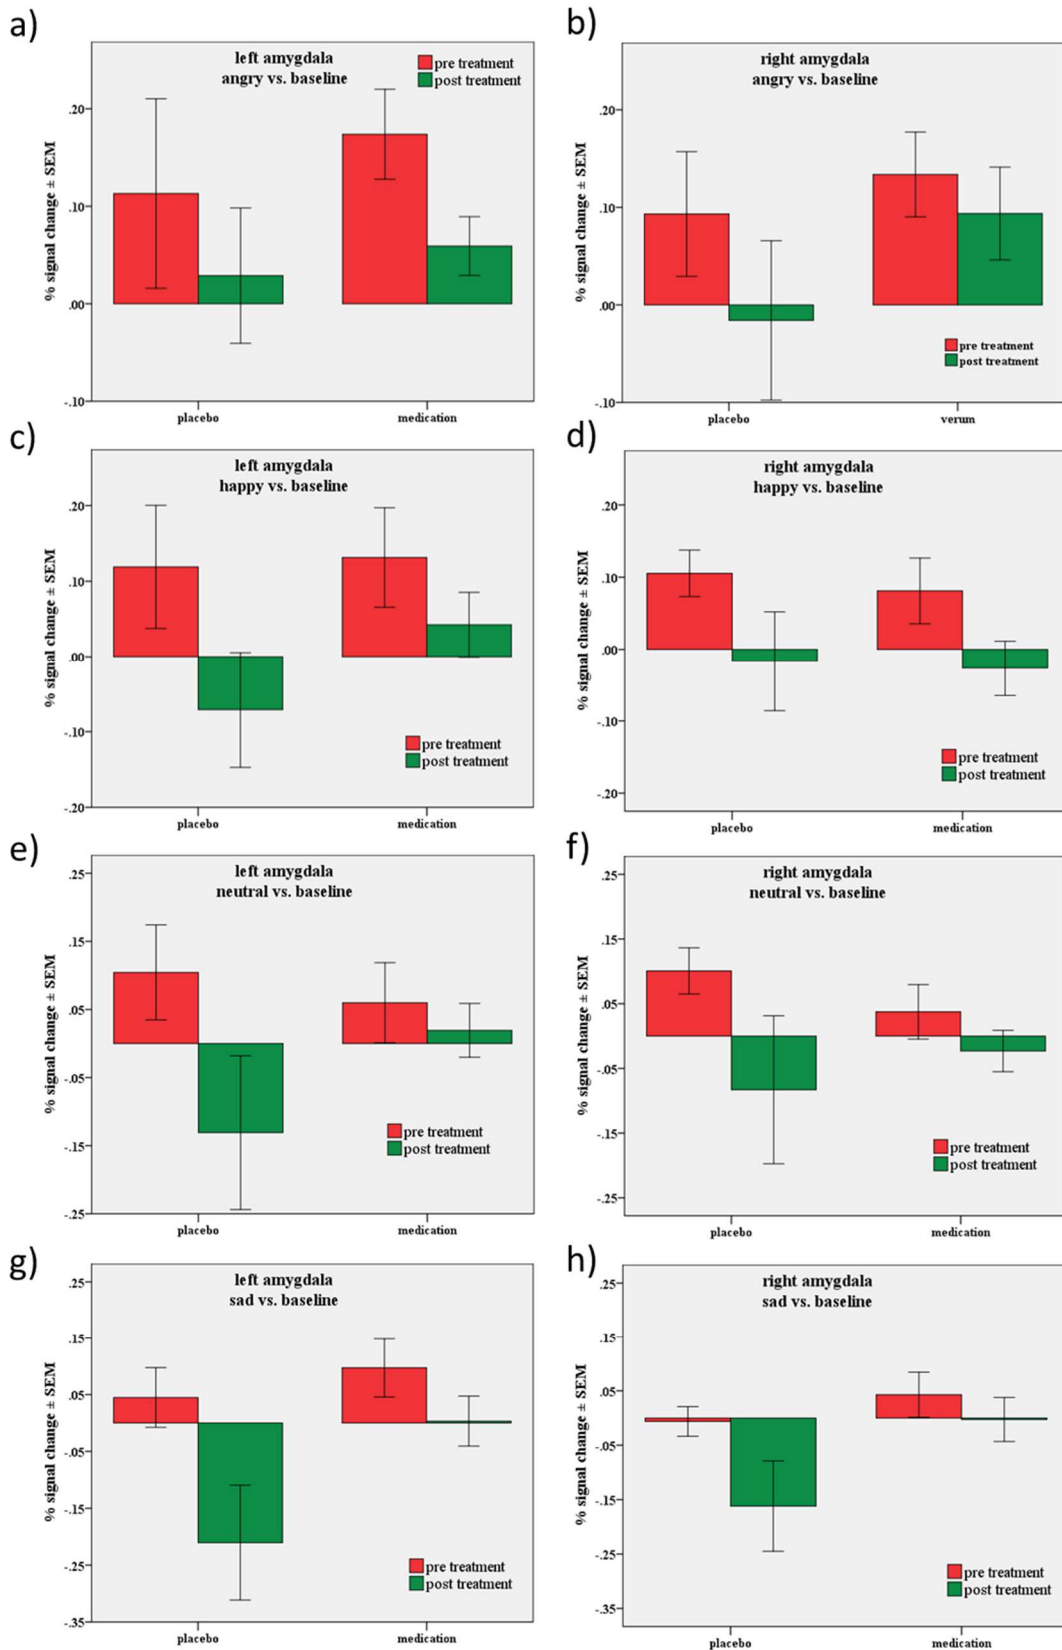 a)
left amygdala
angry vs. baseline
pre treatment
post treatment
% signal change ± SEM
.20
.10
.00
-.10
placebo
medication
b)
right amygdala
angry vs. baseline
% signal change ± SEM
.20
.10
.00
-.10
pre treatment
post treatment
placebo
verum
c)
left amygdala
happy vs. baseline
% signal change ± SEM
.20
.10
.00
-.10
-.20
pre treatment
post treatment
placebo
medication
d)
right amygdala
happy vs. baseline
% signal change ± SEM
.20
.10
.00
-.10
-.20
pre treatment
post treatment
placebo
medication
e)
left amygdala
neutral vs. baseline
% signal change ± SEM
.25
.15
.05
-.05
-.15
-.25
pre treatment
post treatment
placebo
medication
f)
right amygdala
neutral vs. baseline
% signal change ± SEM
.25
.15
.05
-.05
-.15
-.25
pre treatment
post treatment
placebo
medication
g)
left amygdala
sad vs. baseline
% signal change ± SEM
.25
.15
.05
-.05
-.15
-.25
-.35
pre treatment
post treatment
placebo
medication
h)
right amygdala
sad vs. baseline
% signal change ± SEM
.25
.15
.05
-.05
-.15
-.25
-.35
pre treatment
post treatment
placebo
medication